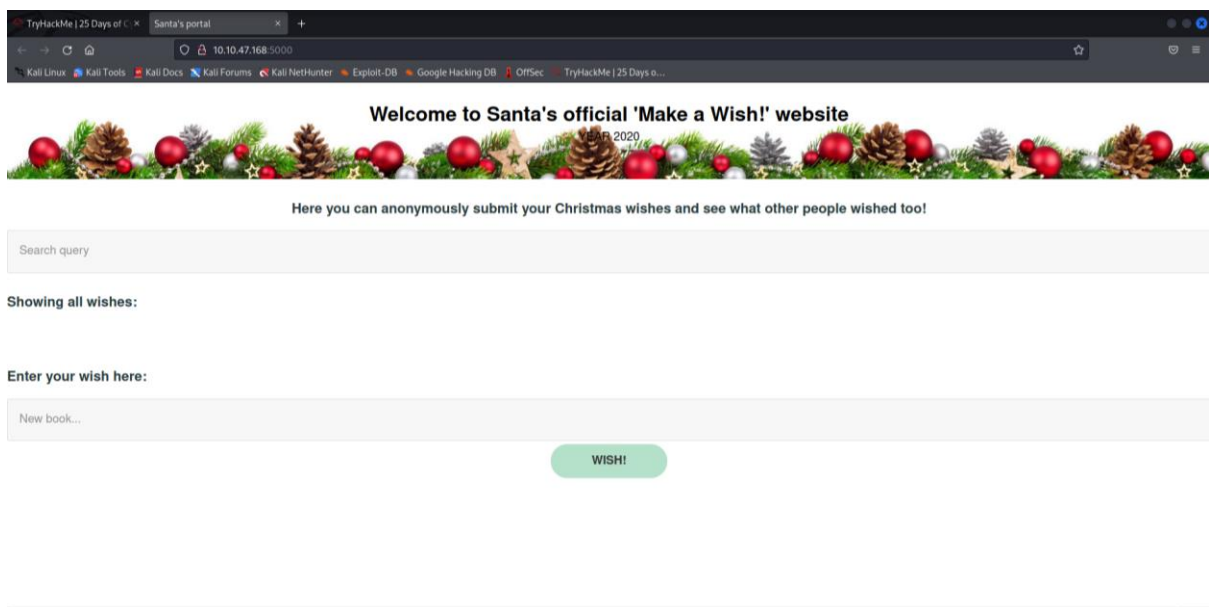 TryHackMe | 25 Days of C
Santa's portal
10.10.47.168:5000
Kali Linux Kali Tools Kali Docs Kali Forums Kali NetHunter Exploit-DB Google Hacking DB OffSec TryHackMe | 25 Days o...
Welcome to Santa's official 'Make a Wish!' website
YEAR 2020
Here you can anonymously submit your Christmas wishes and see what other people wished too!
Search query
Showing all wishes:
Enter your wish here:
New book...
WISH!